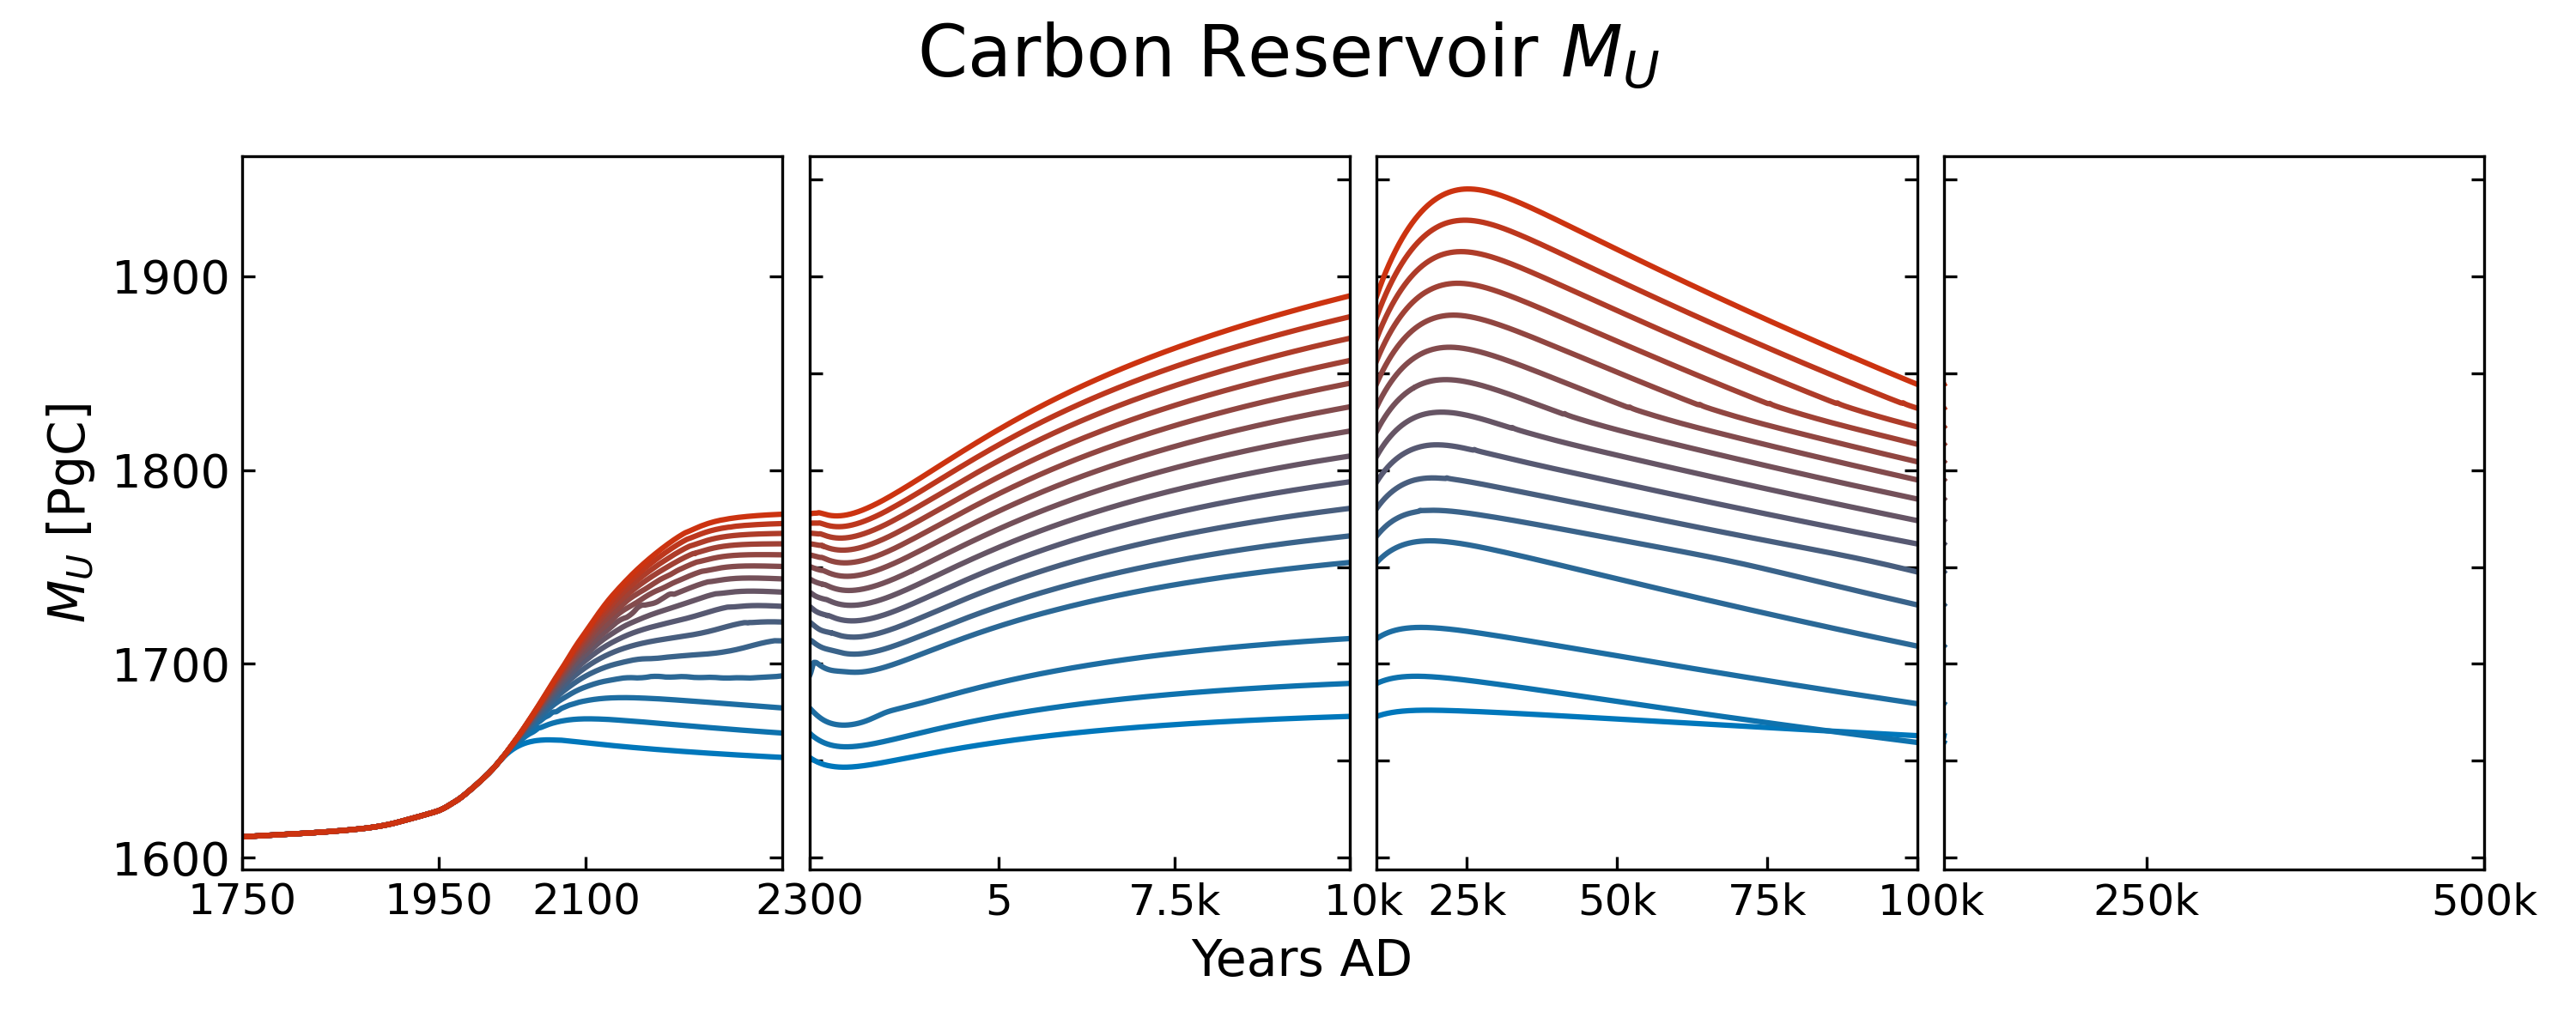 Carbon Reservoir M_U
M_U [PgC]
1900
1800
1700
1600
1750 1950 2100 2300 5 7.5k 10k 25k 50k 75k 100k 250k 500k
Years AD